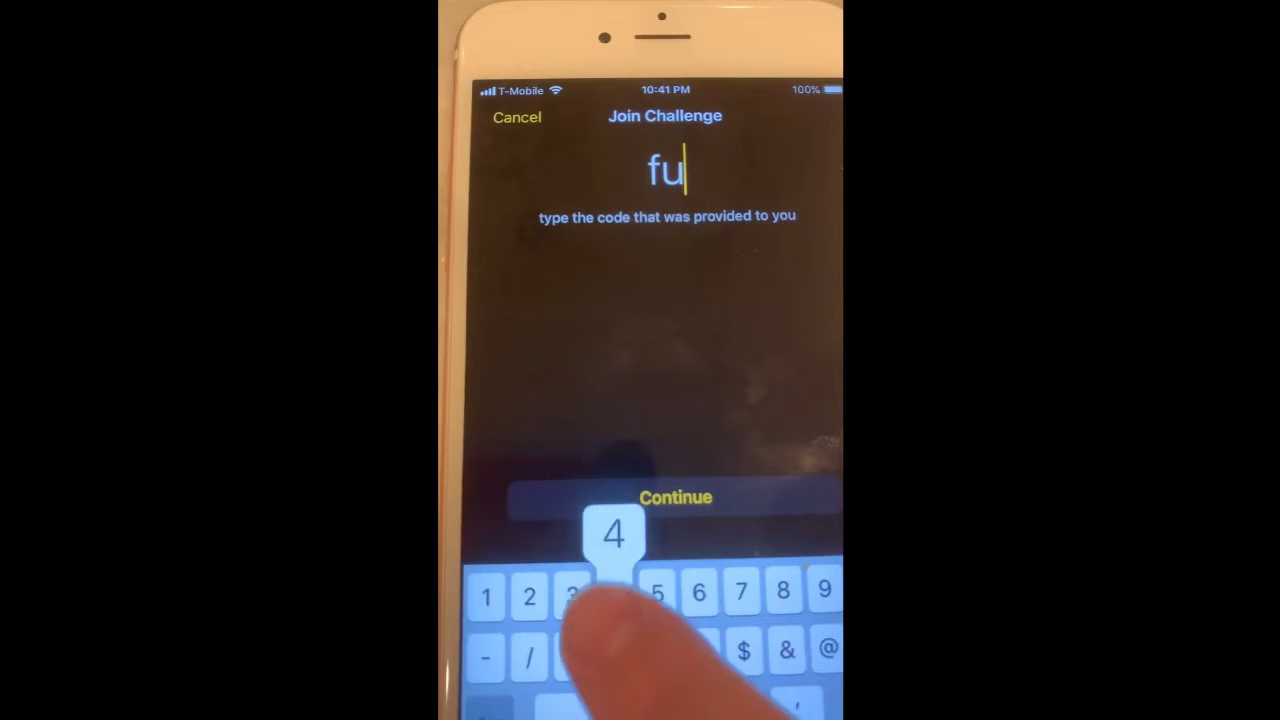 T-Mobile 10:41 PM 100%
Cancel Join Challenge
fu
type the code that was provided to you
Continue
4
1 2 3 5 6 7 8 9
- / $ & @